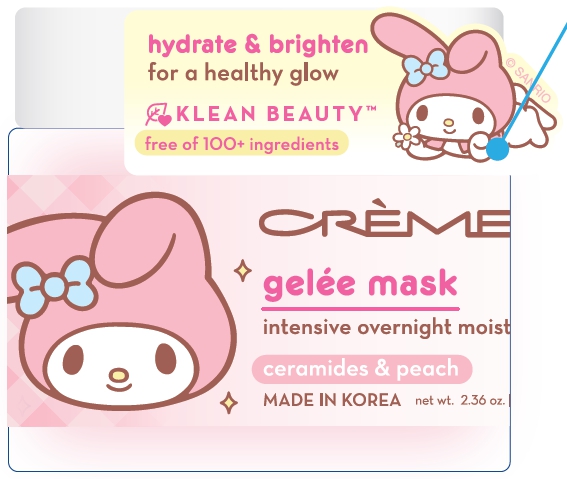 hydrate & brighten
for a healthy glow
KLEAN BEAUTY™
free of 100+ ingredients
© SANRIO
CRÈME
gelée mask
intensive overnight moist
ceramides & peach
MADE IN KOREA net wt. 2.36 oz.